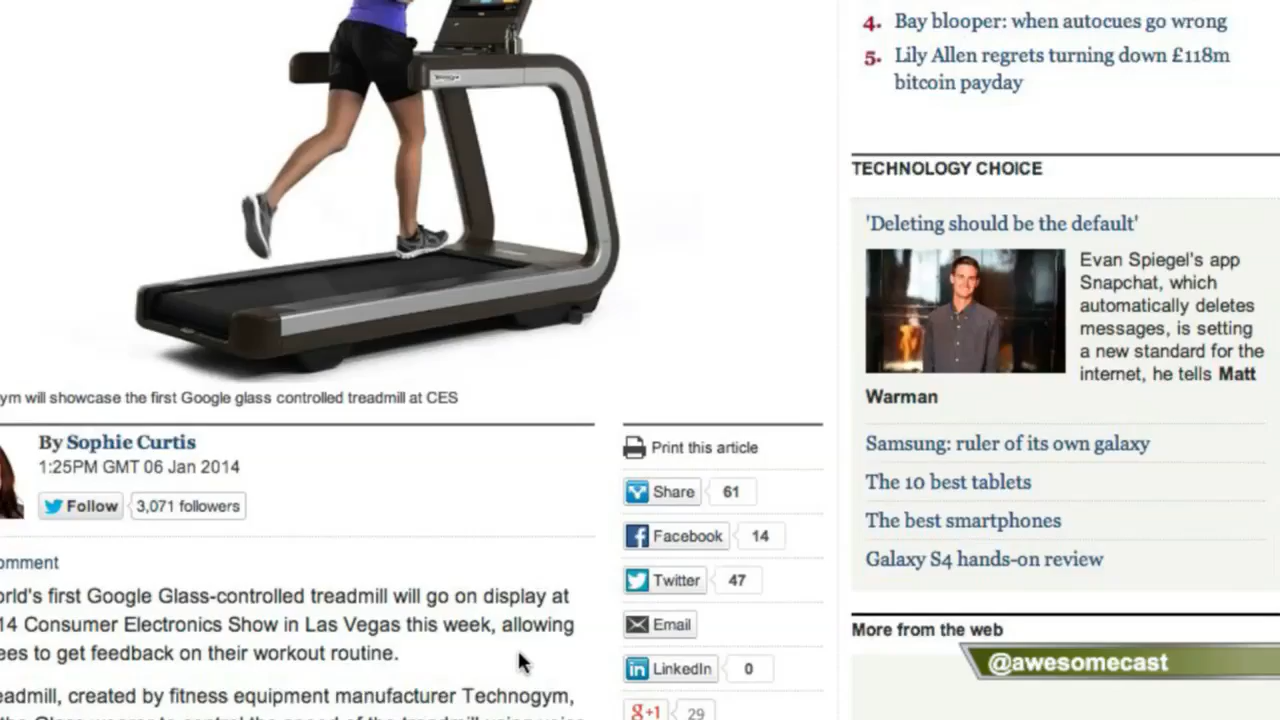 ym will showcase the first Google glass controlled treadmill at CES
By Sophie Curtis
1:25PM GMT 06 Jan 2014
Follow
3,071 followers
omment
orld's first Google Glass-controlled treadmill will go on display at
14 Consumer Electronics Show in Las Vegas this week, allowing
ees to get feedback on their workout routine.
eadmill, created by fitness equipment manufacturer Technogym,
Print this article
Share 61
Facebook 14
Twitter 47
Email
LinkedIn 0
g+1 29
4. Bay blooper: when autocues go wrong
5. Lily Allen regrets turning down £118m
bitcoin payday
TECHNOLOGY CHOICE
'Deleting should be the default'
Evan Spiegel's app
Snapchat, which
automatically deletes
messages, is setting
a new standard for the
internet, he tells Matt
Warman
Samsung: ruler of its own galaxy
The 10 best tablets
The best smartphones
Galaxy S4 hands-on review
More from the web
@awesomecast